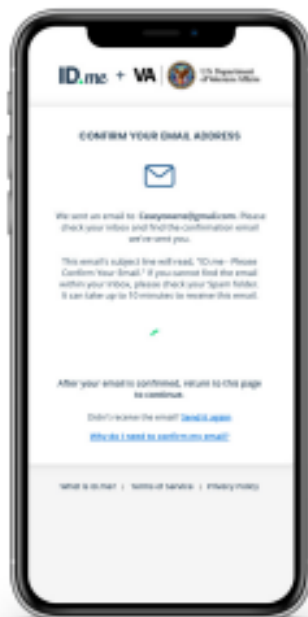 ID.me + VA | U.S. Department of Veterans Affairs
CONFIRM YOUR EMAIL ADDRESS
We sent an email to Please
check your inbox and find the confirmation email
we've sent you.
This email's subject line will read, "ID.me - Please
Confirm Your Email." If you cannot find the email
within your inbox, please check your Spam folder.
It can take up to 10 minutes to receive this email.
After your email is confirmed, return to this page
to continue.
Didn't receive the email? Send it again
Why do I need to confirm my email?
What is ID.me? | Terms of Service | Privacy Policy